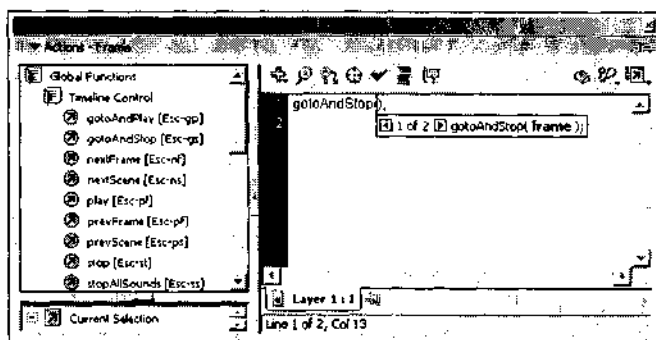 Actions - Frame
Global Functions
Timeline Control
gotoAndPlay [Esc-gp]
gotoAndStop [Esc-gs]
nextFrame [Esc-nf]
nextScene [Esc-ns]
play [Esc-pl]
prevFrame [Esc-pf]
prevScene [Esc-ps]
stop [Esc-st]
stopAllSounds [Esc-ss]
Current Selection
gotoAndStop();
2
1 of 2 gotoAndStop( frame );
Layer 1 : 1
Line 1 of 2, Col 13